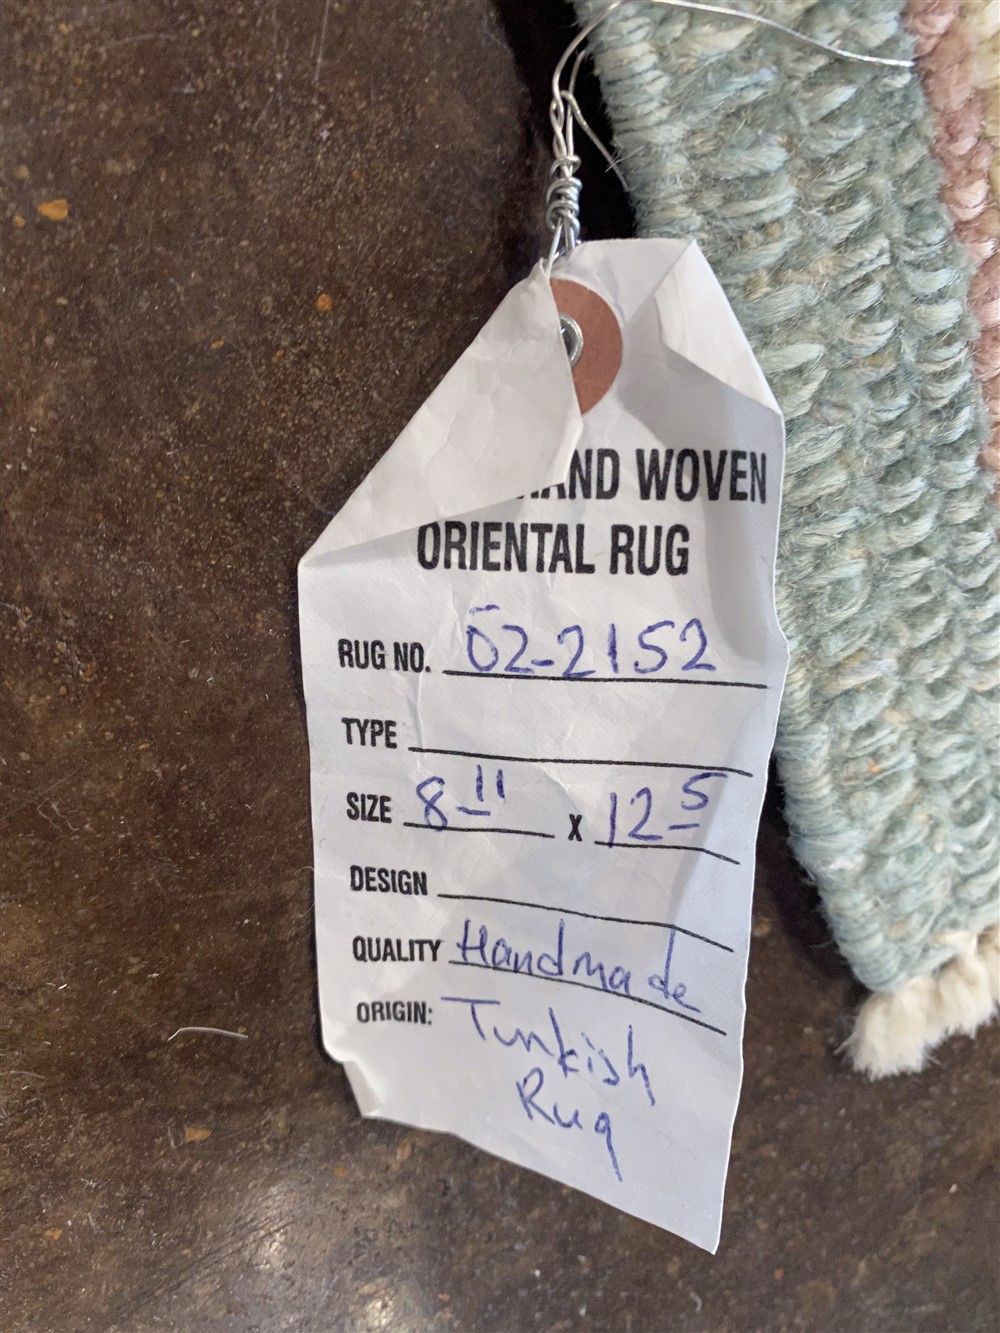 WOVEN
ORIENTAL RUG
RUG NO. 02-2152
TYPE
SIZE 8-11 x 12-5
DESIGN
QUALITY Handmade
ORIGIN: Turkish
Rug